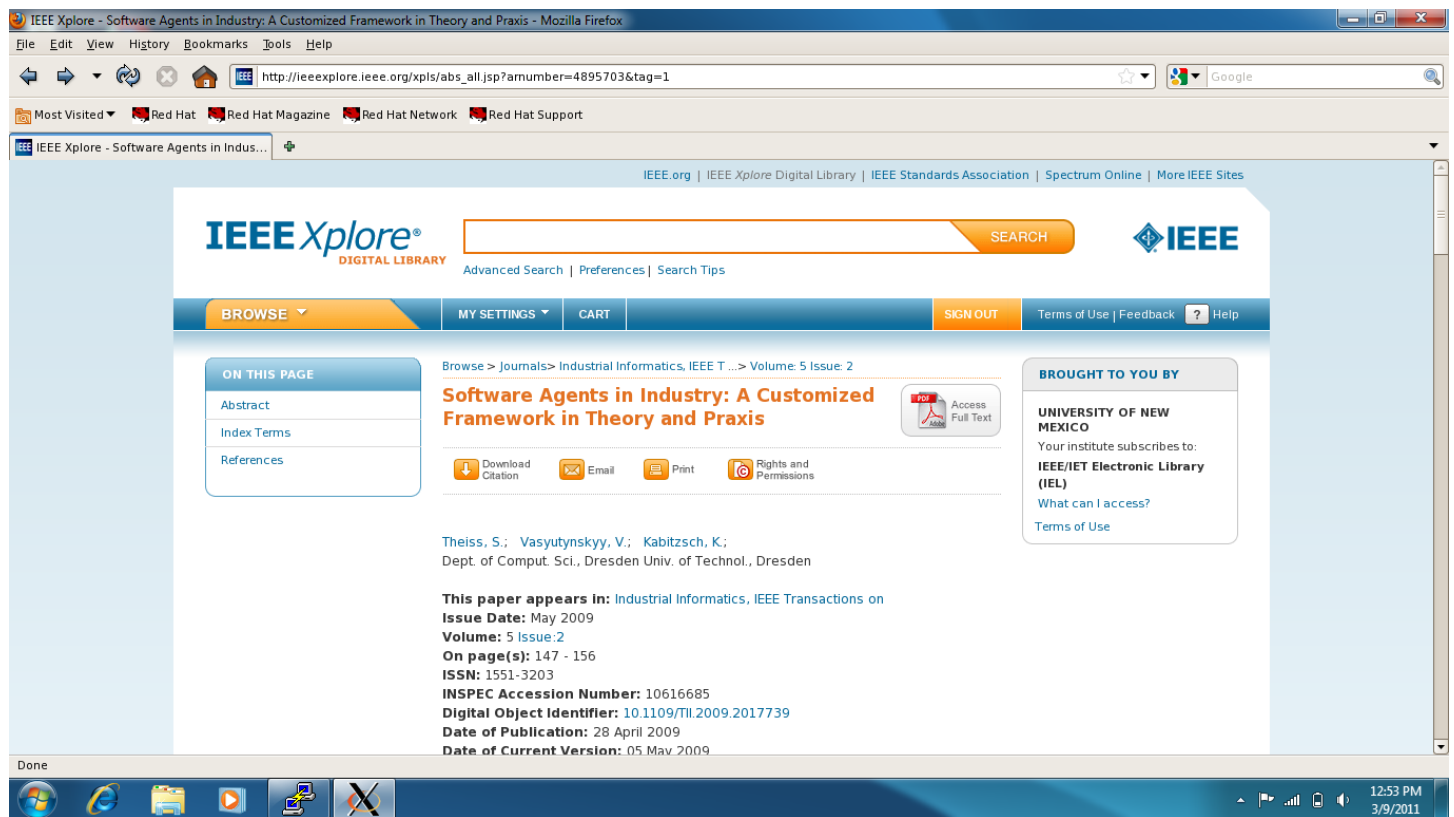 IEEE Xplore - Software Agents in Industry: A Customized Framework in Theory and Praxis - Mozilla Firefox
File Edit View History Bookmarks Tools Help
IEEE http://ieeexplore.ieee.org/xpls/abs_all.jsp?arnumber=4895703&tag=1 Google
Most Visited Red Hat Red Hat Magazine Red Hat Network Red Hat Support
IEEE IEEE Xplore - Software Agents in Indus...
IEEE.org | IEEE Xplore Digital Library | IEEE Standards Association | Spectrum Online | More IEEE Sites
IEEE Xplore®
DIGITAL LIBRARY
SEARCH
IEEE
Advanced Search | Preferences | Search Tips
BROWSE MY SETTINGS CART SIGN OUT Terms of Use | Feedback ? Help
ON THIS PAGE
Abstract
Index Terms
References
Browse > Journals> Industrial Informatics, IEEE T ...> Volume: 5 Issue: 2
Software Agents in Industry: A Customized
Framework in Theory and Praxis
PDF
Adobe
Access
Full Text
Download
Citation
Email
Print
Rights and
Permissions
Theiss, S.; Vasyutynskyy, V.; Kabitzsch, K.;
Dept. of Comput. Sci., Dresden Univ. of Technol., Dresden
This paper appears in: Industrial Informatics, IEEE Transactions on
Issue Date: May 2009
Volume: 5 Issue:2
On page(s): 147 - 156
ISSN: 1551-3203
INSPEC Accession Number: 10616685
Digital Object Identifier: 10.1109/TII.2009.2017739
Date of Publication: 28 April 2009
Date of Current Version: 05 May 2009
BROUGHT TO YOU BY
UNIVERSITY OF NEW
MEXICO
Your institute subscribes to:
IEEE/IET Electronic Library
(IEL)
What can I access?
Terms of Use
Done
12:53 PM
3/9/2011